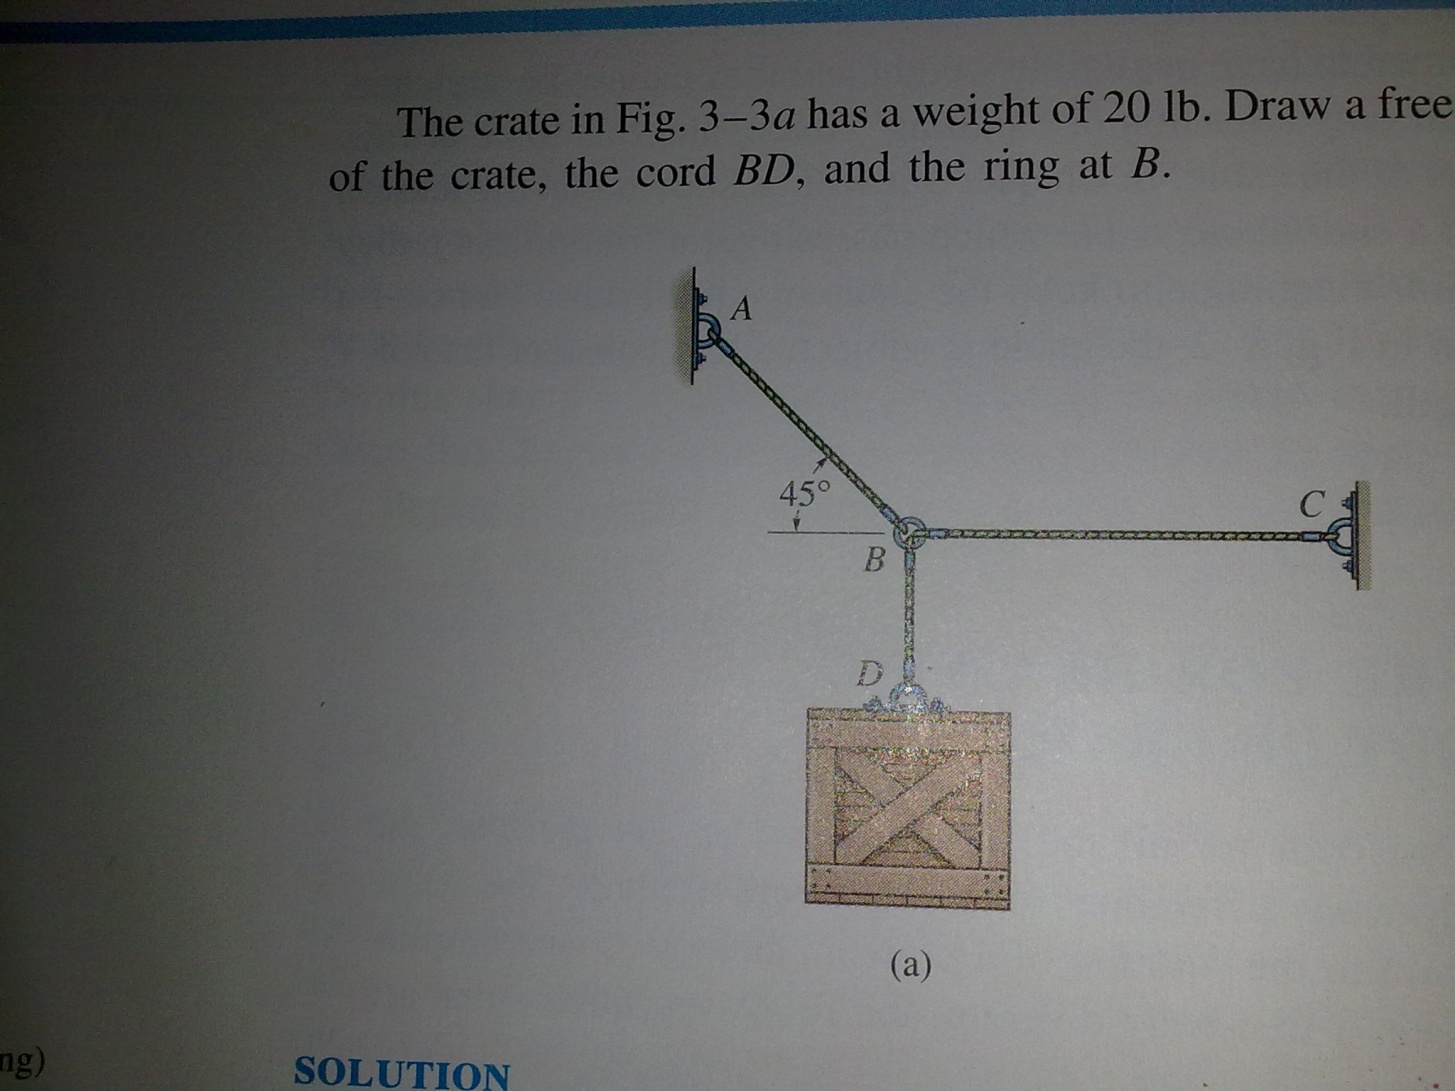 The crate in Fig. 3–3a has a weight of 20 lb. Draw a free
of the crate, the cord BD, and the ring at B.
A
45°
C
B
D
(a)
ng)
SOLUTION